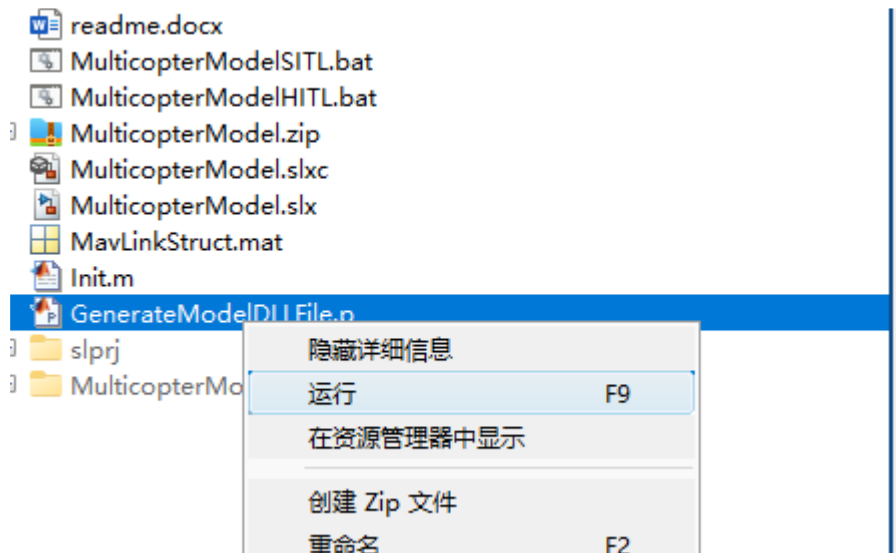 readme.docx
MulticopterModelSITL.bat
MulticopterModelHITL.bat
MulticopterModel.zip
MulticopterModel.slxc
MulticopterModel.slx
MavLinkStruct.mat
Init.m
GenerateModelDLLFile.p
slprj
MulticopterMo
隐藏详细信息
运行 F9
在资源管理器中显示
创建 Zip 文件
重命名 F2